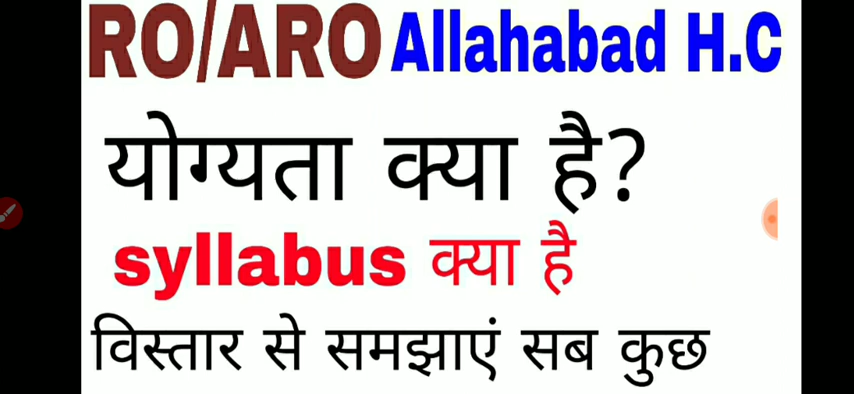 RO/ARO Allahabad H.C
योग्यता क्या है?
syllabus क्या है
विस्तार से समझाएं सब कुछ